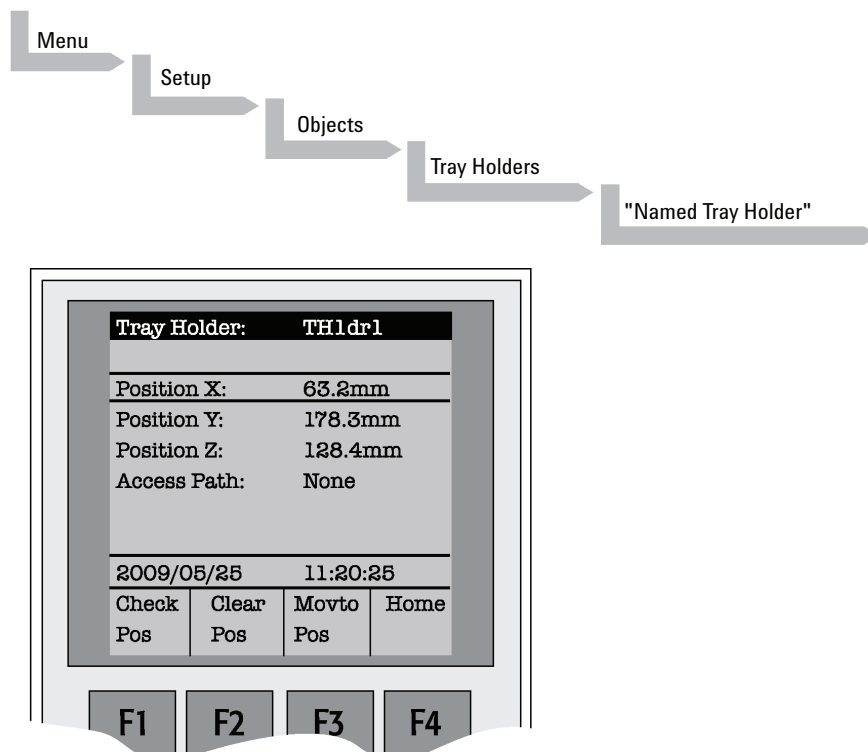 Menu
Setup
Objects
Tray Holders
"Named Tray Holder"
Tray Holder: TH1dr1
Position X: 63.2mm
Position Y: 178.3mm
Position Z: 128.4mm
Access Path: None
2009/05/25 11:20:25
Check Clear Movto Home
Pos Pos Pos
F1 F2 F3 F4